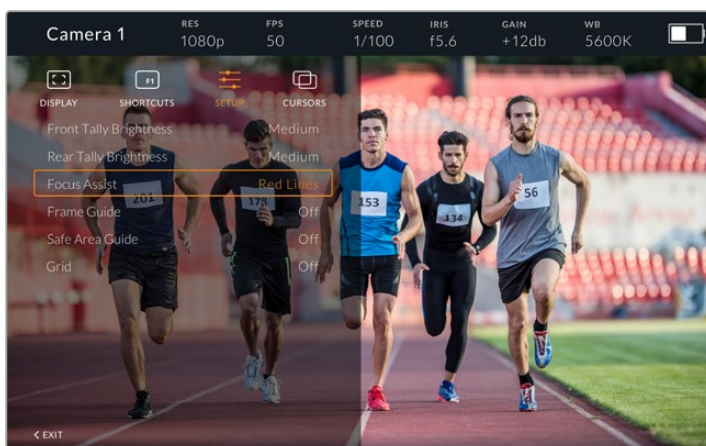 Camera 1
RES
1080p
FPS
50
SPEED
1/100
IRIS
f5.6
GAIN
+12db
WB
5600K
F1
DISPLAY
SHORTCUTS
SETUP
CURSORS
Front Tally Brightness Medium
Rear Tally Brightness Medium
Focus Assist Red Lines
Frame Guide Off
Safe Area Guide Off
Grid Off
201
178
153
134
56
< EXIT